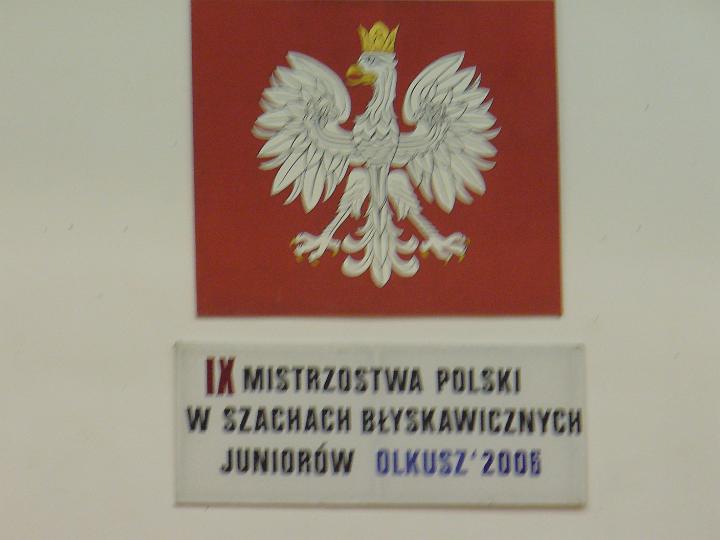 IX MISTRZOSTWA POLSKI
W SZACHACH BŁYSKAWICZNYCH
JUNIORÓW OLKUSZ'2006